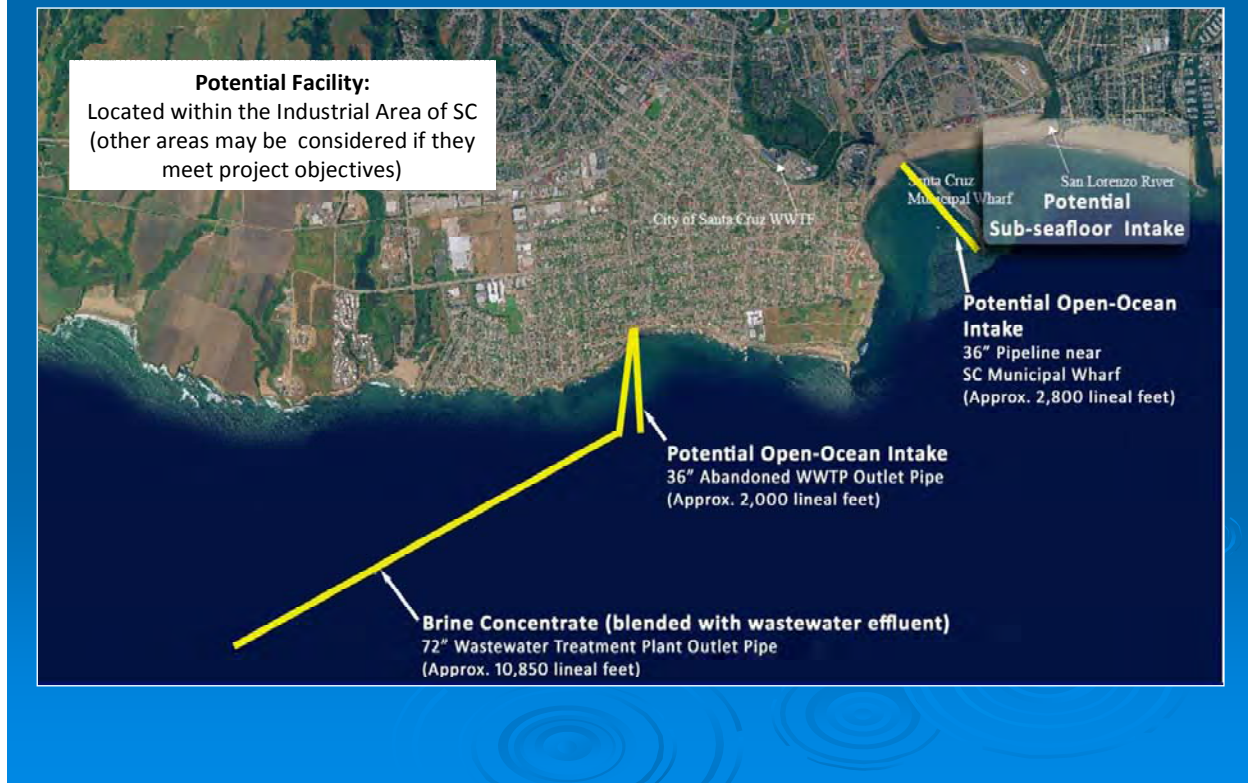 Potential Facility:
Located within the Industrial Area of SC
(other areas may be considered if they
meet project objectives)
City of Santa Cruz WWTF
Santa Cruz
Municipal Wharf
San Lorenzo River
Potential
Sub-seafloor Intake
Potential Open-Ocean
Intake
36" Pipeline near
SC Municipal Wharf
(Approx. 2,800 lineal feet)
Potential Open-Ocean Intake
36" Abandoned WWTP Outlet Pipe
(Approx. 2,000 lineal feet)
Brine Concentrate (blended with wastewater effluent)
72" Wastewater Treatment Plant Outlet Pipe
(Approx. 10,850 lineal feet)